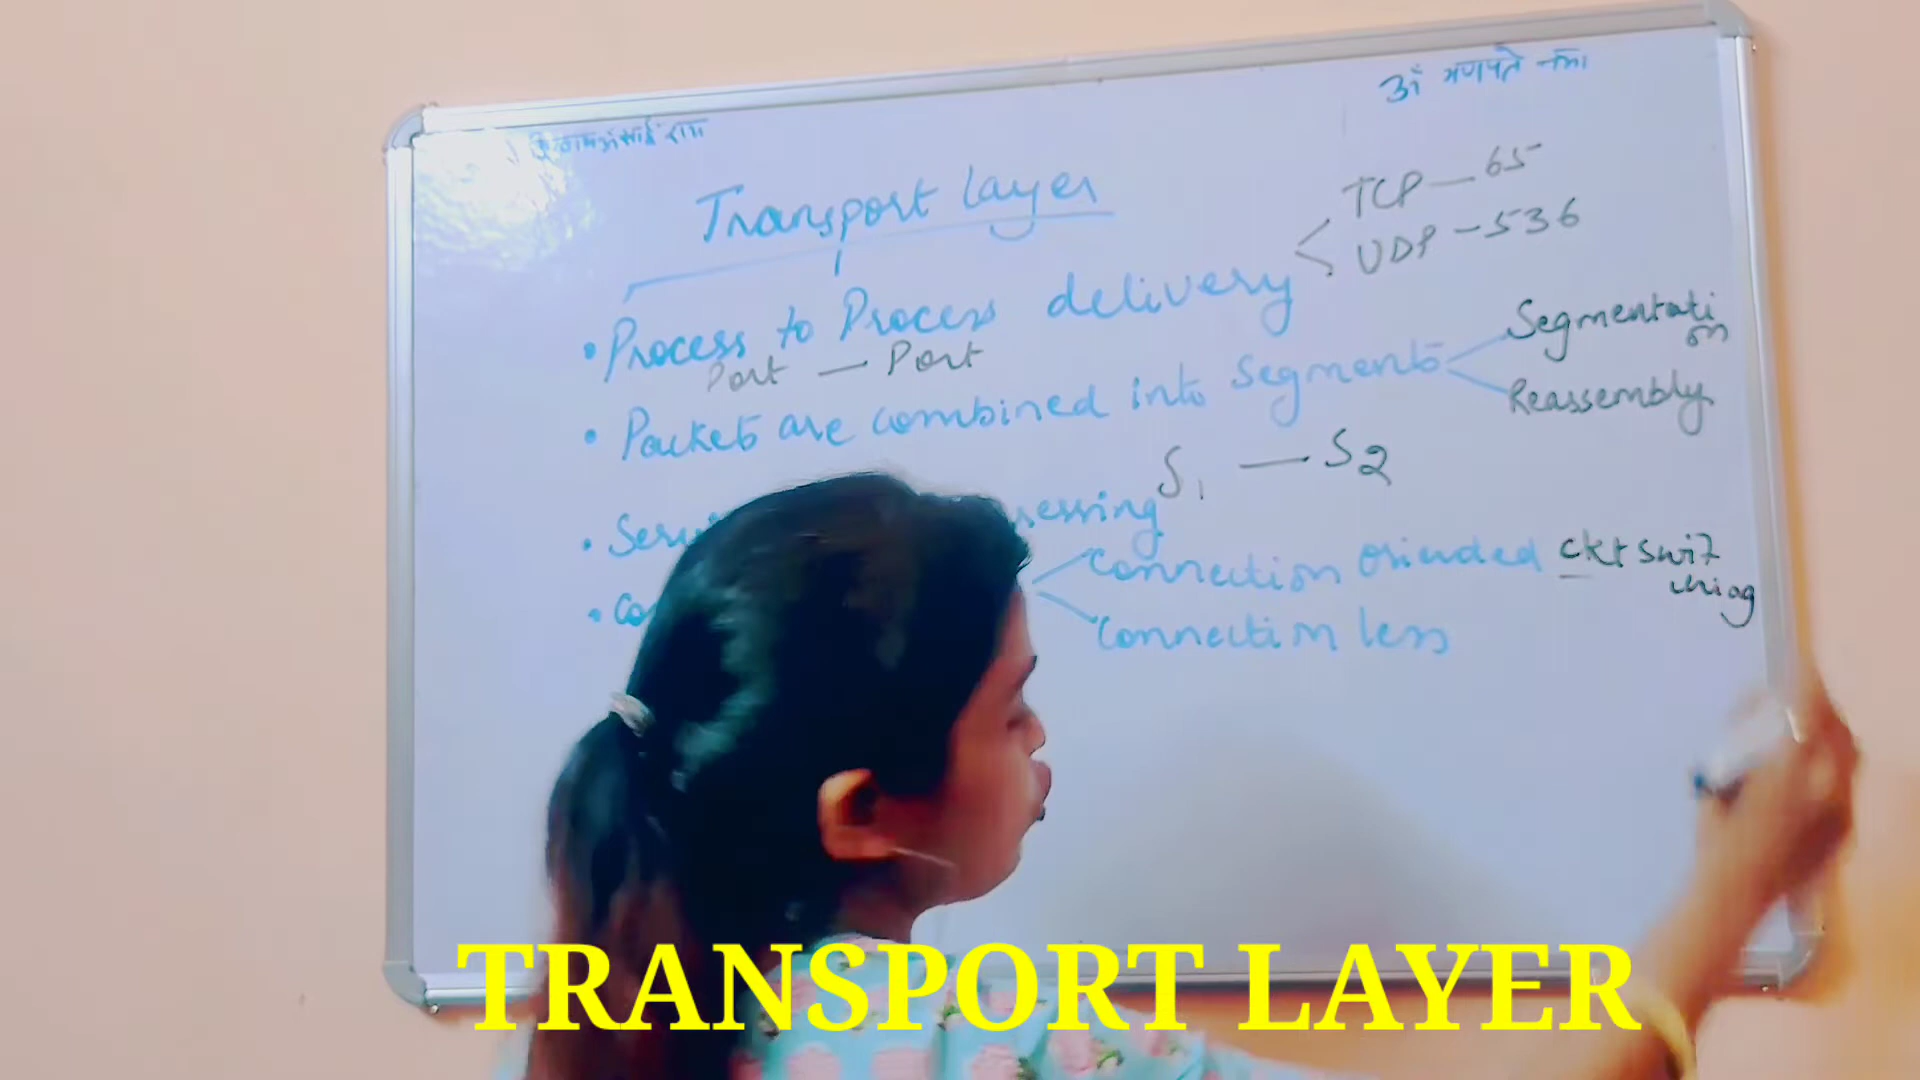 ॐ गणपते नमः
Transport layer
TCP — 65
UDP — 536
• Process to Process delivery
Port — Port
• Packets are combined into segments
Segmentation
Reassembly
S1 — S2
essing
Connection oriended ckt switching
Connection less
TRANSPORT LAYER